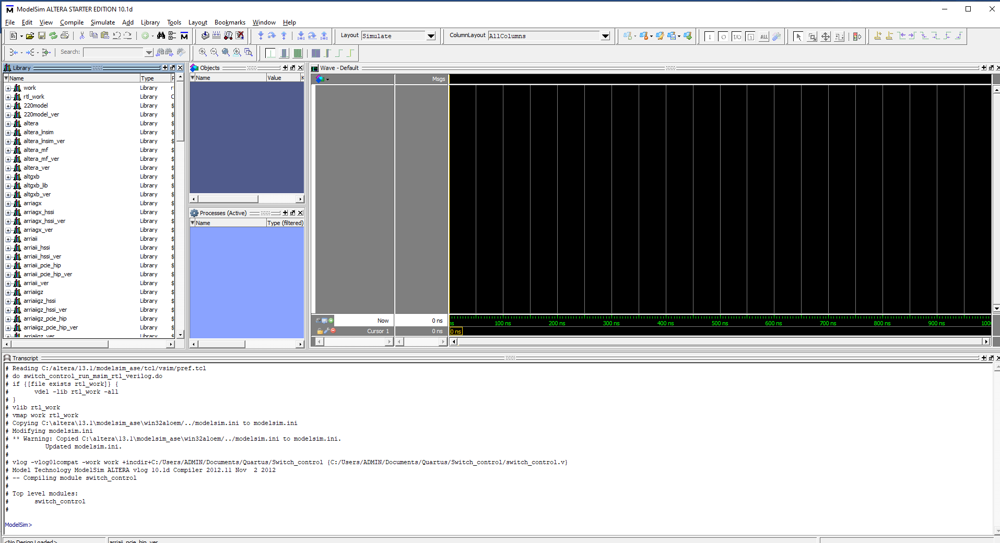 ModelSim ALTERA STARTER EDITION 10.1d
File Edit View Compile Simulate Add Library Tools Layout Bookmarks Window Help
Layout Simulate ColumnLayout AllColumns
Search:
Library
Name Type
work Library
rtl_work Library
220model Library $
220model_ver Library $
altera Library $
altera_lnsim Library $
altera_lnsim_ver Library $
altera_mf Library $
altera_mf_ver Library $
altera_ver Library $
altgxb Library $
altgxb_lib Library $
altgxb_ver Library $
arriagx Library $
arriagx_hssi Library $
arriagx_hssi_ver Library $
arriagx_ver Library $
arriaii Library $
arriaii_hssi Library $
arriaii_hssi_ver Library $
arriaii_pcie_hip Library $
arriaii_pcie_hip_ver Library $
arriaii_ver Library $
arriaiigz Library $
arriaiigz_hssi Library $
arriaiigz_hssi_ver Library $
arriaiigz_pcie_hip Library $
arriaiigz_pcie_hip_ver Library $
arriaiigz_ver Library
Objects
Name Value
Processes (Active)
Name Type (filtered)
Wave - Default
Msgs
Now 0 ns
Cursor 1 0 ns
ns 100 ns 200 ns 300 ns 400 ns 500 ns 600 ns 700 ns 800 ns 900 ns 100
0 ns
Transcript
# Reading C:/altera/13.1/modelsim_ase/tcl/vsim/pref.tcl
# do switch_control_run_msim_rtl_verilog.do
# if {[file exists rtl_work]} {
# vdel -lib rtl_work -all
# }
# vlib rtl_work
# vmap work rtl_work
# Copying C:\altera\13.1\modelsim_ase\win32aloem/../modelsim.ini to modelsim.ini
# Modifying modelsim.ini
# ** Warning: Copied C:\altera\13.1\modelsim_ase\win32aloem/../modelsim.ini to modelsim.ini.
# Updated modelsim.ini.
#
# vlog -vlog01compat -work work +incdir+C:/Users/ADMIN/Documents/Quartus/Switch_control {C:/Users/ADMIN/Documents/Quartus/Switch_control/switch_control.v}
# Model Technology ModelSim ALTERA vlog 10.1d Compiler 2012.11 Nov 2 2012
# -- Compiling module switch_control
#
# Top level modules:
# switch_control
#
ModelSim>
<No Design Loaded> arriaii_pcie_hip_ver